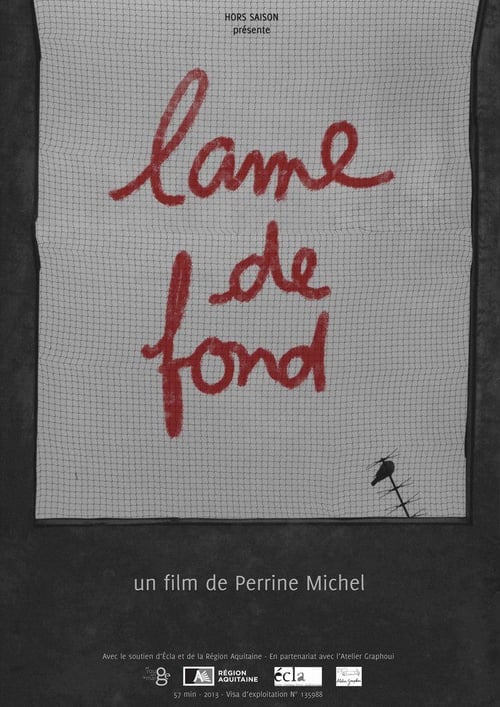 HORS SAISON
présente
lame
de
fond
un film de Perrine Michel
Avec le soutien d'Écla et de la Région Aquitaine - En partenariat avec l'Atelier Graphoui
RÉGION
AQUITAINE
écla
57 min - 2013 - Visa d'exploitation N° 135988